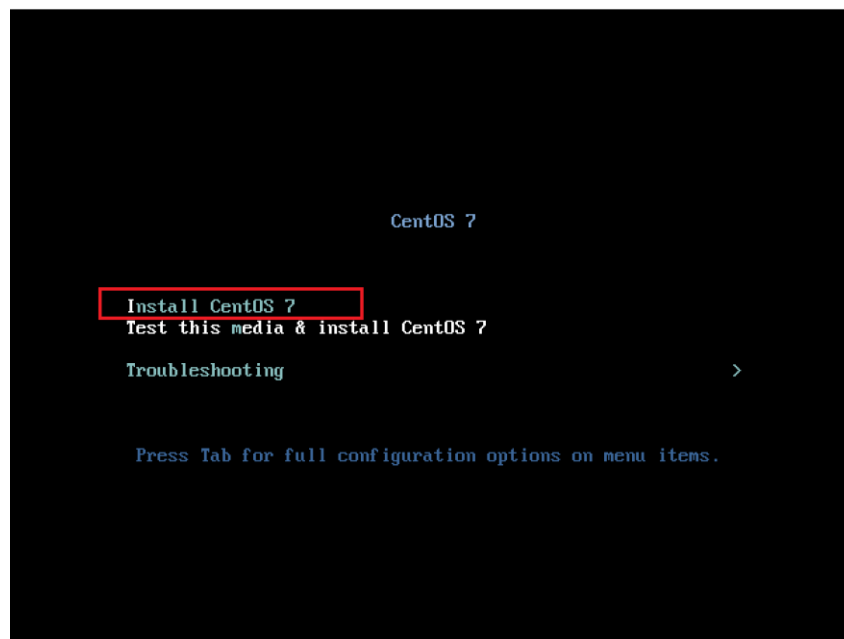 CentOS 7
Install CentOS 7
Test this media & install CentOS 7
Troubleshooting >
Press Tab for full configuration options on menu items.